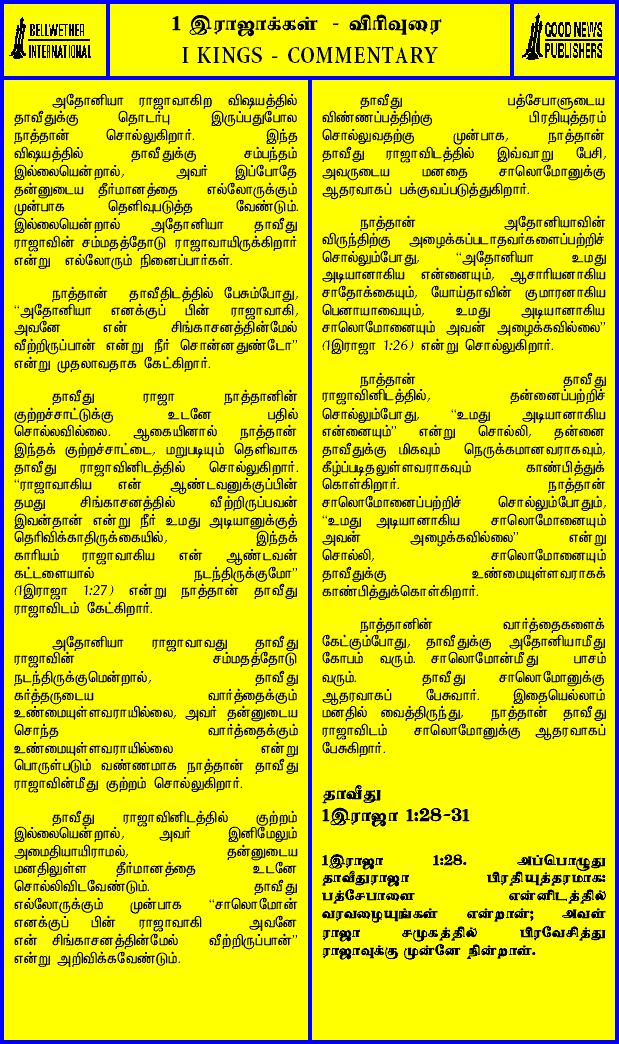 BELLWETHER
INTERNATIONAL
1 இராஜாக்கள் - விரிவுரை
I KINGS - COMMENTARY
GOOD NEWS
PUBLISHERS
அதோனியா ராஜாவாகிற விஷயத்தில்
தாவீதுக்கு தொடர்பு இருப்பதுபோல
நாத்தான் சொல்லுகிறார். இந்த
விஷயத்தில் தாவீதுக்கு சம்பந்தம்
இல்லையென்றால், அவர் இப்போதே
தன்னுடைய தீர்மானத்தை எல்லோருக்கும்
முன்பாக தெளிவுபடுத்த வேண்டும்.
இல்லையென்றால் அதோனியா தாவீது
ராஜாவின் சம்மதத்தோடு ராஜாவாயிருக்கிறார்
என்று எல்லோரும் நினைப்பார்கள்.
நாத்தான் தாவீதிடத்தில் பேசும்போது,
“அதோனியா எனக்குப் பின் ராஜாவாகி,
அவனே என் சிங்காசனத்தின்மேல்
வீற்றிருப்பான் என்று நீர் சொன்னதுண்டோ”
என்று முதலாவதாக கேட்கிறார்.
தாவீது ராஜா நாத்தானின்
குற்றச்சாட்டுக்கு உடனே பதில்
சொல்லவில்லை. ஆகையினால் நாத்தான்
இந்தக் குற்றச்சாட்டை, மறுபடியும் தெளிவாக
தாவீது ராஜாவினிடத்தில் சொல்லுகிறார்.
“ராஜாவாகிய என் ஆண்டவனுக்குப்பின்
தமது சிங்காசனத்தில் வீற்றிருப்பவன்
இவன்தான் என்று நீர் உமது அடியானுக்குத்
தெரிவிக்காதிருக்கையில், இந்தக்
காரியம் ராஜாவாகிய என் ஆண்டவன்
கட்டளையால் நடந்திருக்குமோ”
(1இராஜா 1:27) என்று நாத்தான் தாவீது
ராஜாவிடம் கேட்கிறார்.
அதோனியா ராஜாவாவது தாவீது
ராஜாவின் சம்மதத்தோடு
நடந்திருக்குமென்றால், தாவீது
கர்த்தருடைய வார்த்தைக்கும்
உண்மையுள்ளவராயில்லை, அவர் தன்னுடைய
சொந்த வார்த்தைக்கும்
உண்மையுள்ளவராயில்லை என்று
பொருள்படும் வண்ணமாக நாத்தான் தாவீது
ராஜாவின்மீது குற்றம் சொல்லுகிறார்.
தாவீது ராஜாவினிடத்தில் குற்றம்
இல்லையென்றால், அவர் இனிமேலும்
அமைதியாயிராமல், தன்னுடைய
மனதிலுள்ள தீர்மானத்தை உடனே
சொல்லிவிடவேண்டும். தாவீது
எல்லோருக்கும் முன்பாக “சாலொமோன்
எனக்குப் பின் ராஜாவாகி அவனே
என் சிங்காசனத்தின்மேல் வீற்றிருப்பான்”
என்று அறிவிக்கவேண்டும்.
தாவீது பத்சேபாளுடைய
விண்ணப்பத்திற்கு பிரதியுத்தரம்
சொல்லுவதற்கு முன்பாக, நாத்தான்
தாவீது ராஜாவிடத்தில் இவ்வாறு பேசி,
அவருடைய மனதை சாலொமோனுக்கு
ஆதரவாகப் பக்குவப்படுத்துகிறார்.
நாத்தான் அதோனியாவின்
விருந்திற்கு அழைக்கப்படாதவர்களைப்பற்றிச்
சொல்லும்போது, “அதோனியா உமது
அடியானாகிய என்னையும், ஆசாரியனாகிய
சாதோக்கையும், யோய்தாவின் குமாரனாகிய
பெனாயாவையும், உமது அடியானாகிய
சாலொமோனையும் அவன் அழைக்கவில்லை”
(1இராஜா 1:26) என்று சொல்லுகிறார்.
நாத்தான் தாவீது
ராஜாவினிடத்தில், தன்னைப்பற்றிச்
சொல்லும்போது, “உமது அடியானாகிய
என்னையும்” என்று சொல்லி, தன்னை
தாவீதுக்கு மிகவும் நெருக்கமானவராகவும்,
கீழ்ப்படிதலுள்ளவராகவும் காண்பித்துக்
கொள்கிறார். நாத்தான்
சாலொமோனைப்பற்றிச் சொல்லும்போதும்,
“உமது அடியானாகிய சாலொமோனையும்
அவன் அழைக்கவில்லை” என்று
சொல்லி, சாலொமோனையும்
தாவீதுக்கு உண்மையுள்ளவராகக்
காண்பித்துக்கொள்கிறார்.
நாத்தானின் வார்த்தைகளைக்
கேட்கும்போது, தாவீதுக்கு அதோனியாமீது
கோபம் வரும். சாலொமோன்மீது பாசம்
வரும். தாவீது சாலொமோனுக்கு
ஆதரவாகப் பேசுவார். இதையெல்லாம்
மனதில் வைத்திருந்து, நாத்தான் தாவீது
ராஜாவிடம் சாலொமோனுக்கு ஆதரவாகப்
பேசுகிறார்.
தாவீது
1இராஜா 1:28-31
1இராஜா 1:28. அப்பொழுது
தாவீதுராஜா பிரதியுத்தரமாக:
பத்சேபாளை என்னிடத்தில்
வரவழையுங்கள் என்றான்; அவள்
ராஜா சமுகத்தில் பிரவேசித்து
ராஜாவுக்கு முன்னே நின்றாள்.